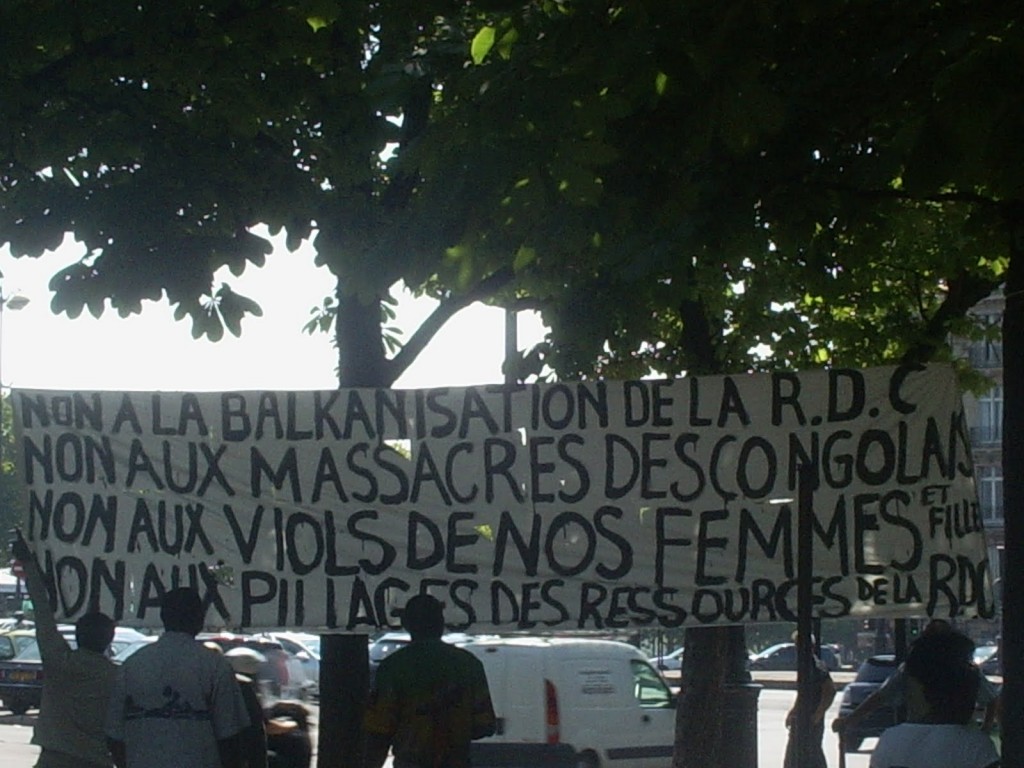 NON A LA BALKANISATION DE LA R.D.C
NON AUX MASSACRES DES CONGOLAIS
NON AUX VIOLS DE NOS FEMMES ET FILLE
NON AUX PILLAGES DES RESSOURCES DE LA RDC